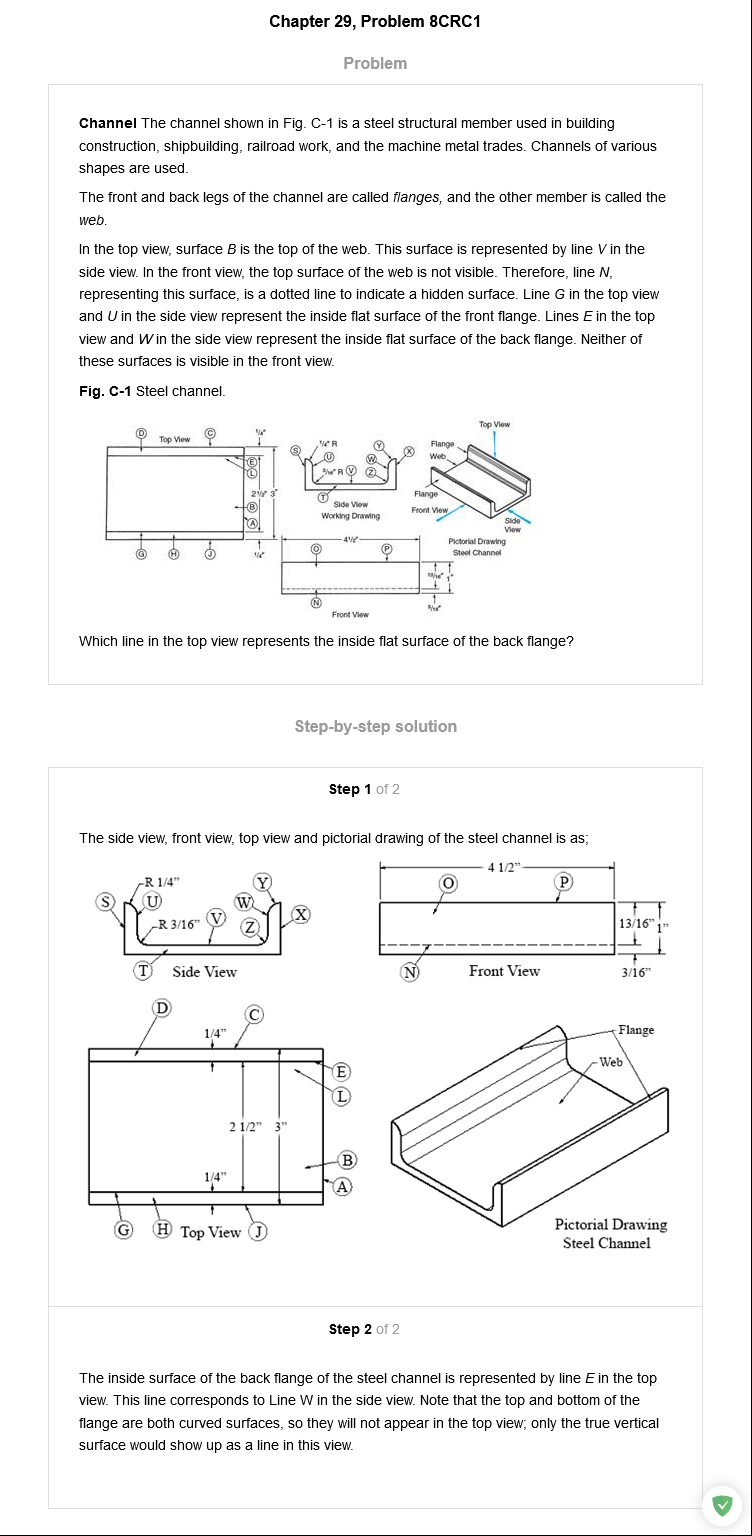 Chapter 29, Problem 8CRC1
Problem
Channel The channel shown in Fig. C-1 is a steel structural member used in building
construction, shipbuilding, railroad work, and the machine metal trades. Channels of various
shapes are used.
The front and back legs of the channel are called flanges, and the other member is called the
web.
In the top view, surface B is the top of the web. This surface is represented by line V in the
side view. In the front view, the top surface of the web is not visible. Therefore, line N,
representing this surface, is a dotted line to indicate a hidden surface. Line G in the top view
and U in the side view represent the inside flat surface of the front flange. Lines E in the top
view and W in the side view represent the inside flat surface of the back flange. Neither of
these surfaces is visible in the front view.
Fig. C-1 Steel channel.
D
Top View
C
1/4"
E
L
2 1/2" 3"
B
A
G
H
J
1/4"
S
1/4" R
U
3/16" R
V
W
Y
X
Z
T
Side View
Working Drawing
4 1/2"
O
P
N
13/16" 1"
3/16"
Front View
Top View
Flange
Web
Flange
Front View
Side
View
Pictorial Drawing
Steel Channel
Which line in the top view represents the inside flat surface of the back flange?
Step-by-step solution
Step 1 of 2
The side view, front view, top view and pictorial drawing of the steel channel is as;
R 1/4"
S
U
R 3/16"
V
W
Y
X
Z
T
Side View
4 1/2"
O
P
13/16" 1"
N
Front View
3/16"
D
C
1/4"
E
L
2 1/2" 3"
B
1/4"
A
G
H
Top View
J
Flange
Web
Pictorial Drawing
Steel Channel
Step 2 of 2
The inside surface of the back flange of the steel channel is represented by line E in the top
view. This line corresponds to Line W in the side view. Note that the top and bottom of the
flange are both curved surfaces, so they will not appear in the top view; only the true vertical
surface would show up as a line in this view.